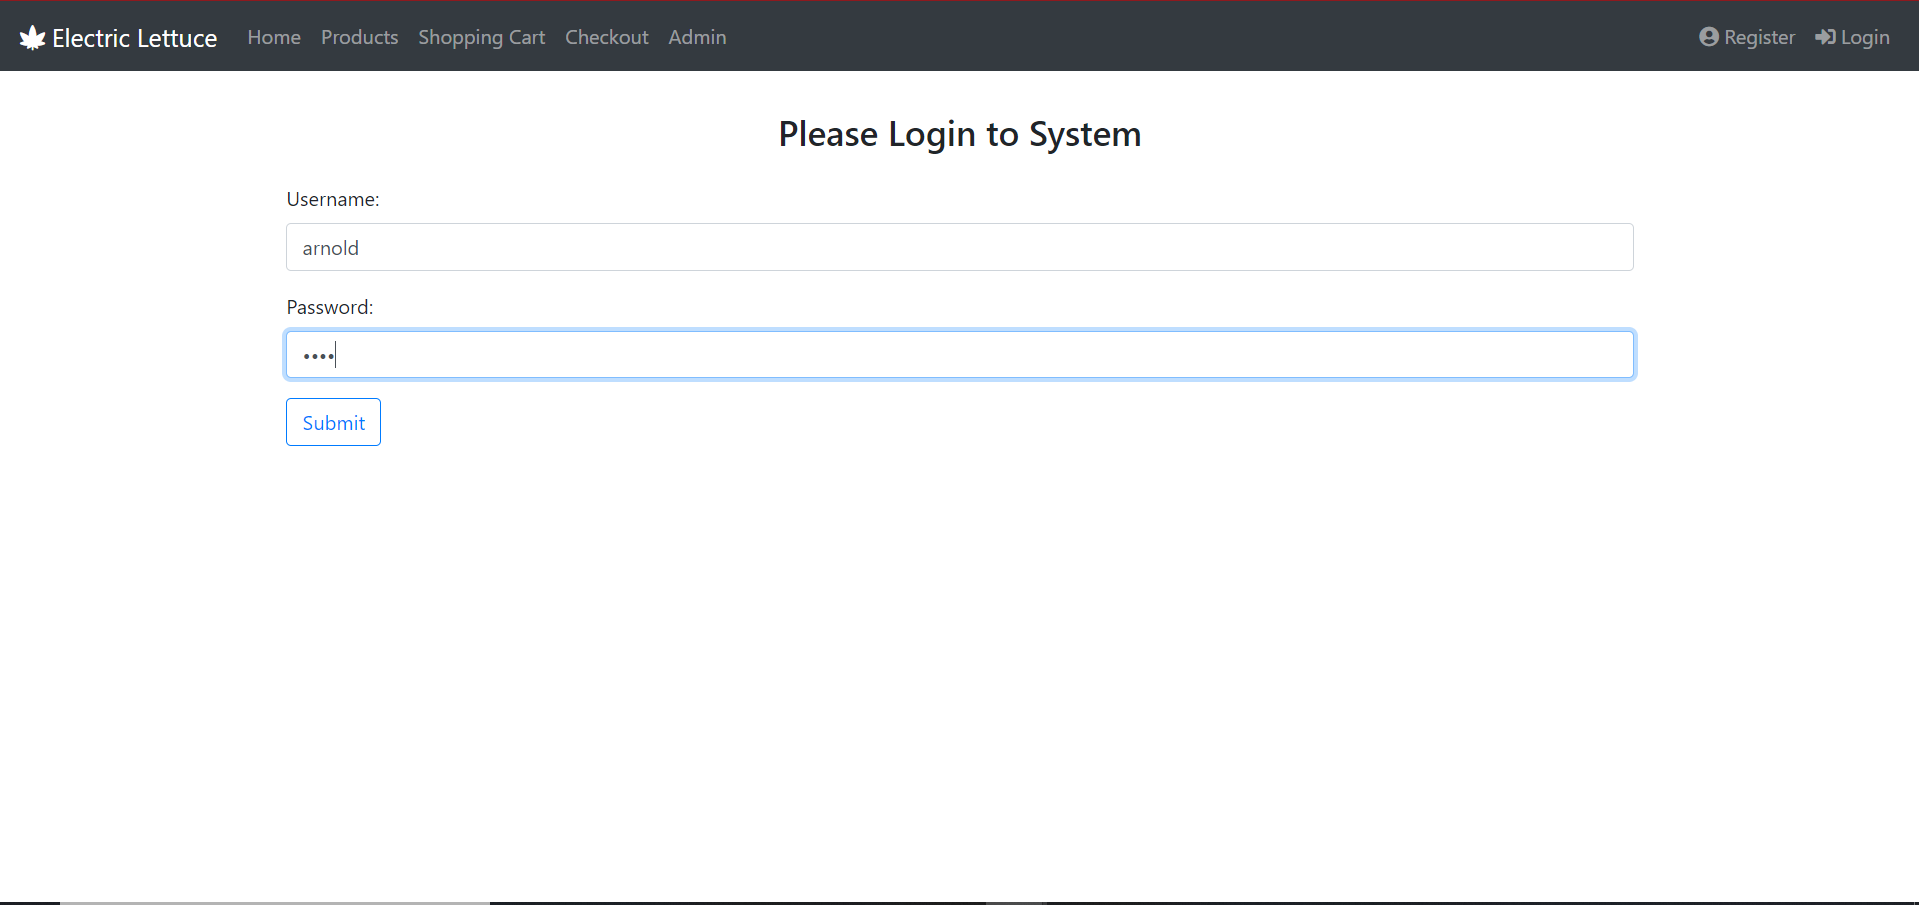 Electric Lettuce Home Products Shopping Cart Checkout Admin Register Login
Please Login to System
Username:
arnold
Password:
••••
Submit